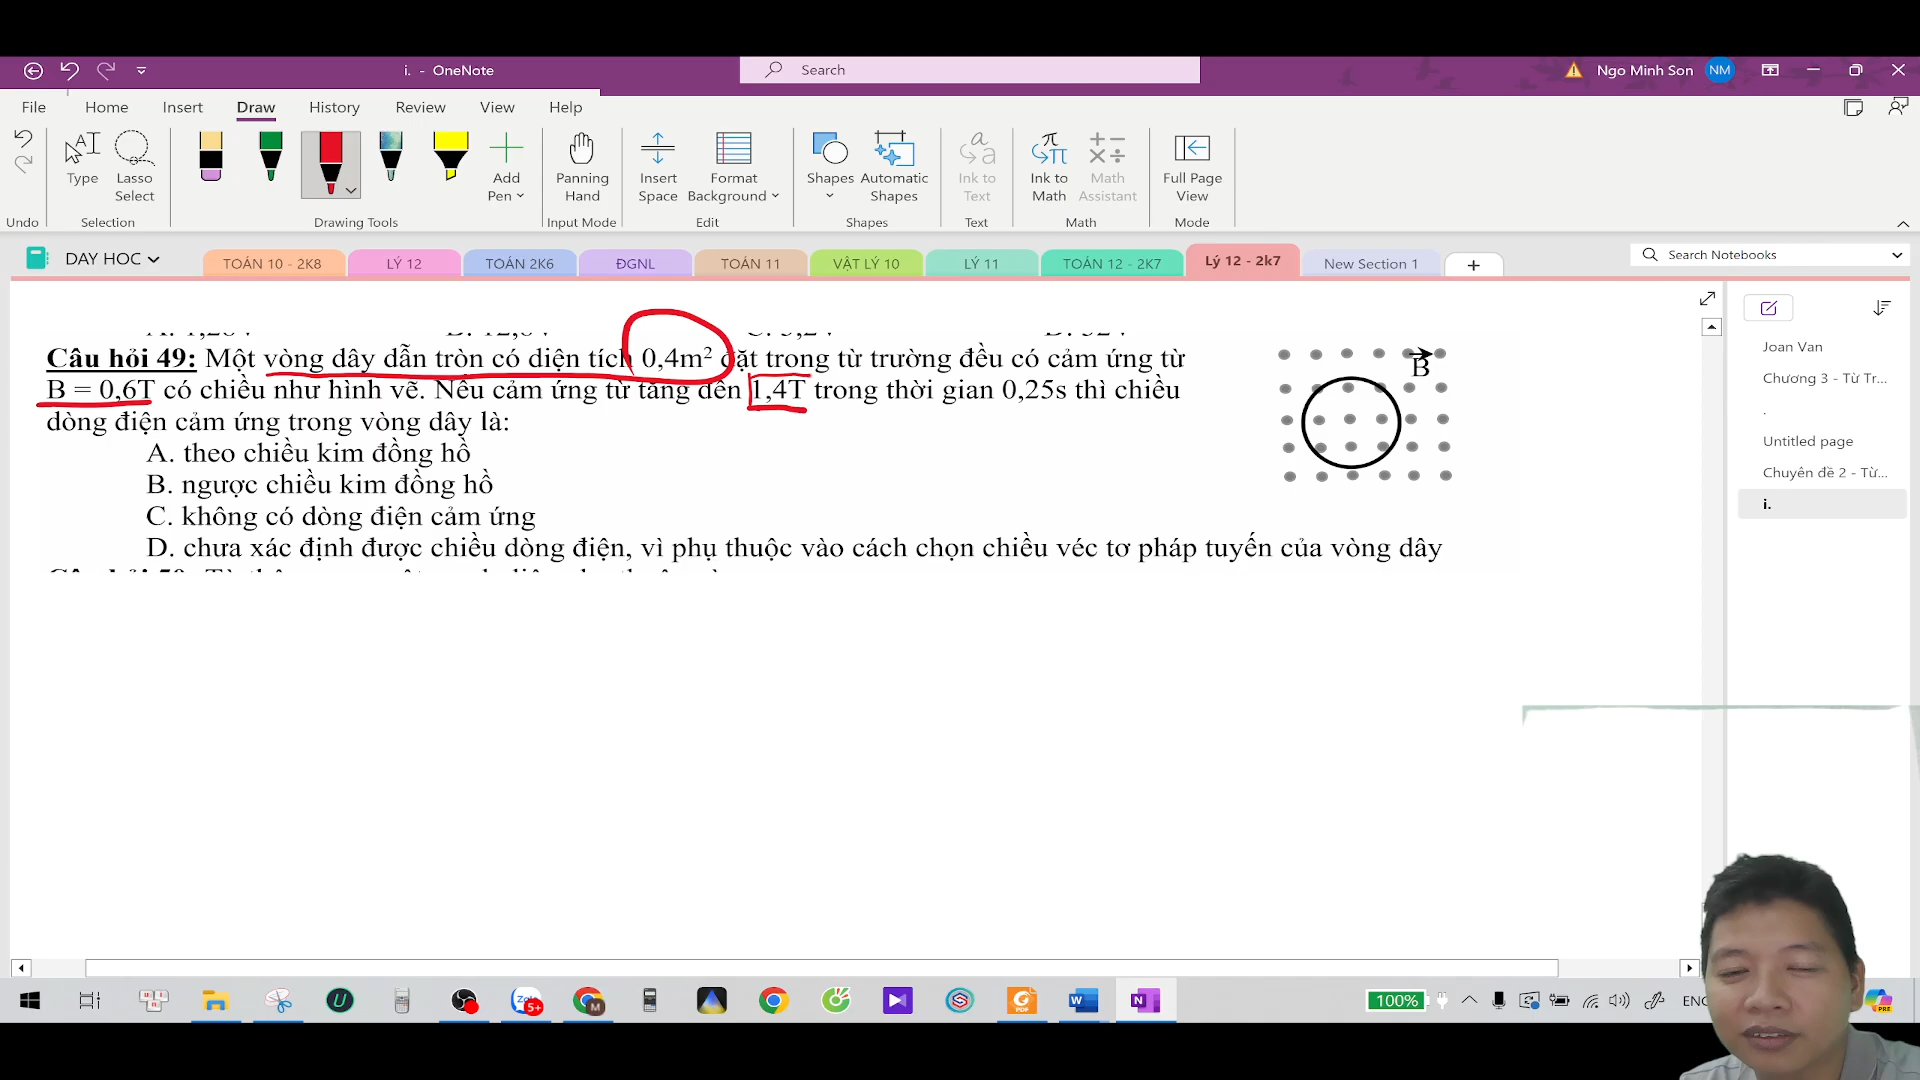 i. - OneNote
Search
Ngo Minh Son
NM
File
Home
Insert
Draw
History
Review
View
Help
Type
Lasso Select
Add Pen
Panning Hand
Insert Space
Format Background
Shapes
Automatic Shapes
Ink to Text
Ink to Math
Math Assistant
Full Page View
Undo
Selection
Drawing Tools
Input Mode
Edit
Shapes
Text
Math
Mode
DAY HOC
TOÁN 10 - 2K8
LÝ 12
TOÁN 2K6
ĐGNL
TOÁN 11
VẬT LÝ 10
LÝ 11
TOÁN 12 - 2K7
Lý 12 - 2k7
New Section 1
Search Notebooks
Câu hỏi 49: Một vòng dây dẫn tròn có diện tích 0,4m² đặt trong từ trường đều có cảm ứng từ
B = 0,6T có chiều như hình vẽ. Nếu cảm ứng từ tăng đến 1,4T trong thời gian 0,25s thì chiều
dòng điện cảm ứng trong vòng dây là:
A. theo chiều kim đồng hồ
B. ngược chiều kim đồng hồ
C. không có dòng điện cảm ứng
D. chưa xác định được chiều dòng điện, vì phụ thuộc vào cách chọn chiều véc tơ pháp tuyến của vòng dây
B
Joan Van
Chương 3 - Từ Tr...
.
Untitled page
Chuyên đề 2 - Từ...
i.
5+
M
PDF
100%
ENG
PRE